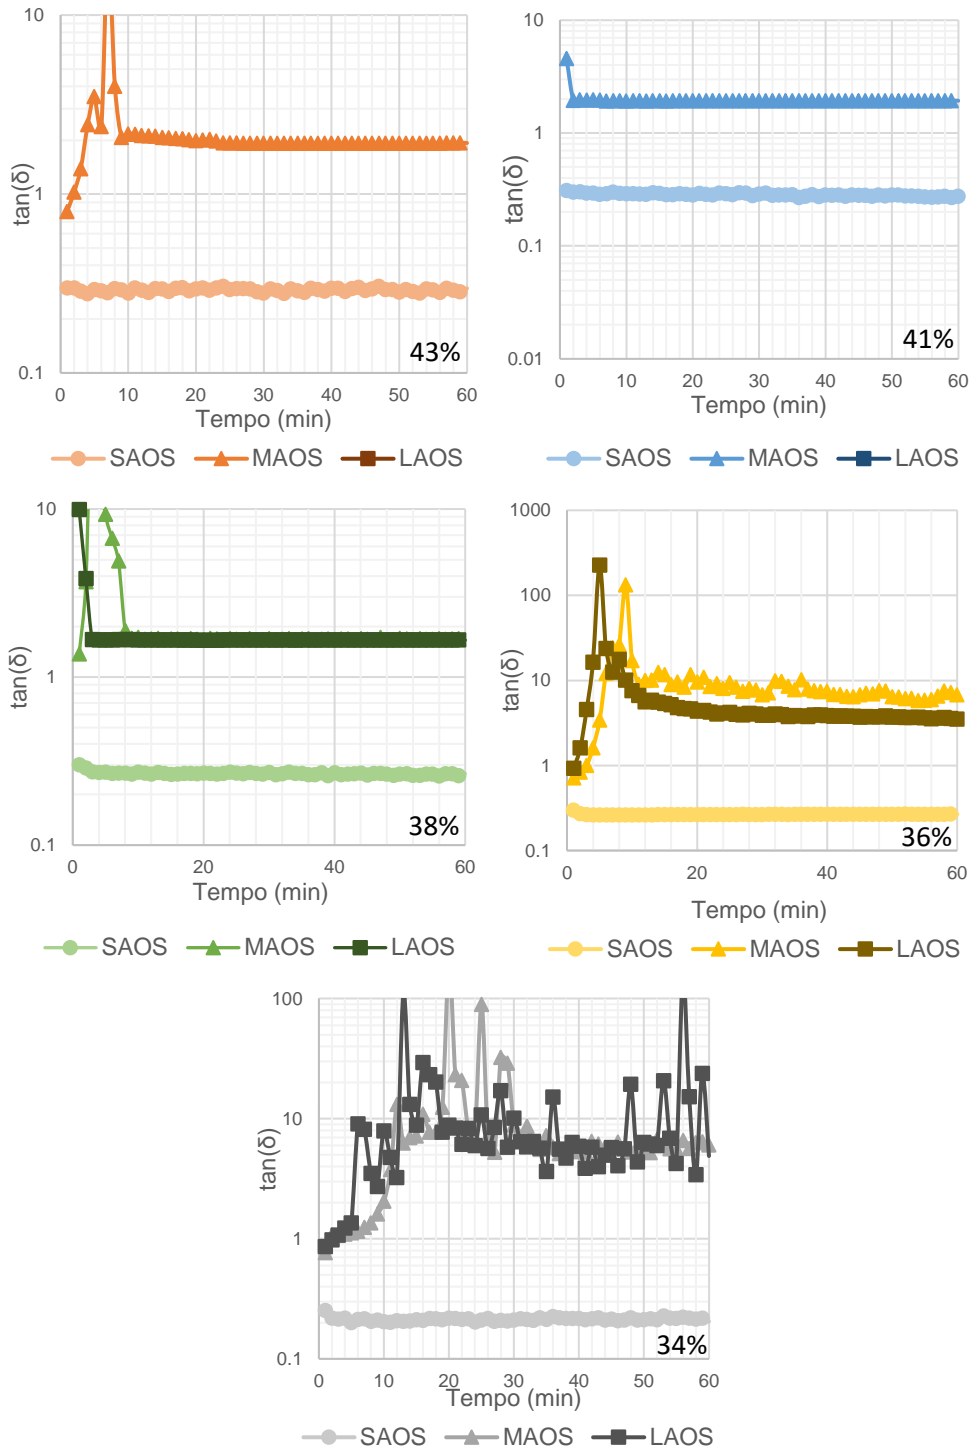 10
1
0.1
tan(δ)
0 10 20 30 40 50 60
Tempo (min)
43%
SAOS MAOS LAOS
10
1
0.1
0.01
tan(δ)
0 10 20 30 40 50 60
Tempo (min)
41%
SAOS MAOS LAOS
10
1
0.1
tan(δ)
0 20 40 60
Tempo (min)
38%
SAOS MAOS LAOS
1000
100
10
1
0.1
tan(δ)
0 20 40 60
Tempo (min)
36%
SAOS MAOS LAOS
100
10
1
0.1
tan(δ)
0 10 20 30 40 50 60
Tempo (min)
34%
SAOS MAOS LAOS